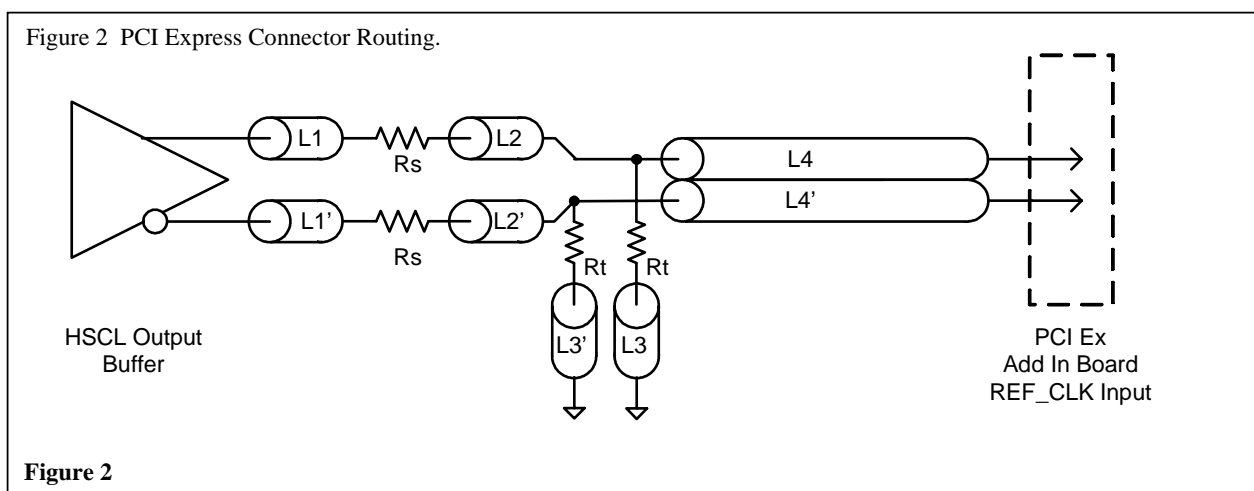 Figure 2 PCI Express Connector Routing.
L1
Rs
L2
L4
L1'
Rs
L2'
L4'
Rt
Rt
L3'
L3
HSCL Output
Buffer
PCI Ex
Add In Board
REF_CLK Input
Figure 2